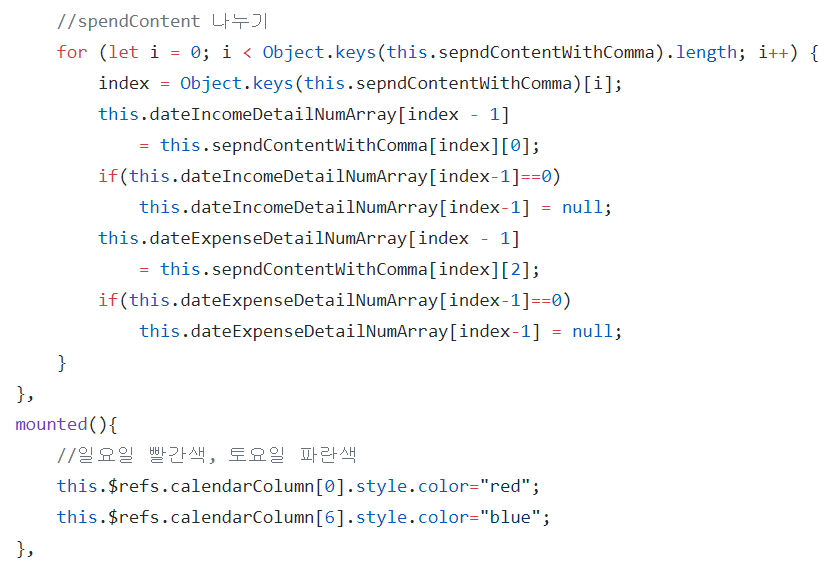 //spendContent 나누기
for (let i = 0; i < Object.keys(this.sepndContentWithComma).length; i++) {
index = Object.keys(this.sepndContentWithComma)[i];
this.dateIncomeDetailNumArray[index - 1]
= this.sepndContentWithComma[index][0];
if(this.dateIncomeDetailNumArray[index-1]==0)
this.dateIncomeDetailNumArray[index-1] = null;
this.dateExpenseDetailNumArray[index - 1]
= this.sepndContentWithComma[index][2];
if(this.dateExpenseDetailNumArray[index-1]==0)
this.dateExpenseDetailNumArray[index-1] = null;
}
},
mounted(){
//일요일 빨간색, 토요일 파란색
this.$refs.calendarColumn[0].style.color="red";
this.$refs.calendarColumn[6].style.color="blue";
},